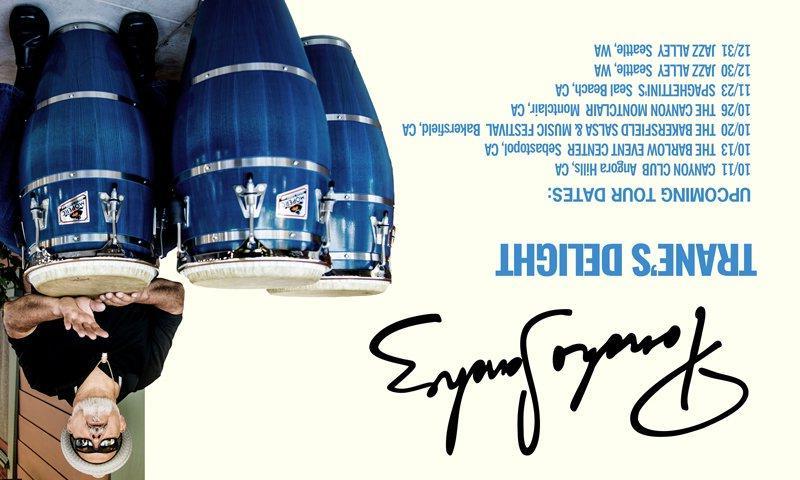 Poncho Sanchez
TRANE'S DELIGHT
UPCOMING TOUR DATES:
10/11 CANYON CLUB Angora Hills, CA
10/13 THE BARLOW EVENT CENTER Sebastopol, CA
10/20 THE BAKERSFIELD SALSA & MUSIC FESTIVAL Bakersfield, CA
10/26 THE CANYON MONTCLAIR Montclair, CA
11/23 SPAGHETTINI'S Seal Beach, CA
12/30 JAZZ ALLEY Seattle, WA
12/31 JAZZ ALLEY Seattle, WA